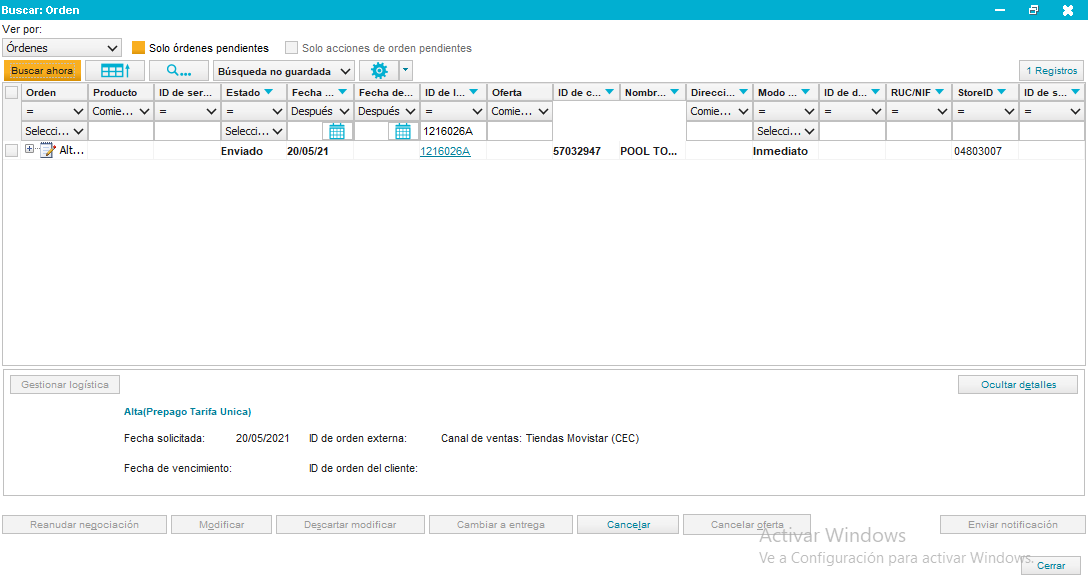 Buscar: Orden
Ver por:
Órdenes Solo órdenes pendientes Solo acciones de orden pendientes
Buscar ahora Q... Búsqueda no guardada 1 Registros
Orden Producto ID de ser... Estado Fecha ... Fecha de... ID de l... Oferta ID de c... Nombr... Direcci... Modo ... ID de d... RUC/NIF StoreID ID de s...
= Comie... = = Después Después = Comie... Comie... = = = = =
Selecci... Selecci... 1216026A Selecci...
Alt... Enviado 20/05/21 1216026A 57032947 POOL TO... Inmediato 04803007
Gestionar logística Ocultar detalles
Alta(Prepago Tarifa Unica)
Fecha solicitada: 20/05/2021 ID de orden externa: Canal de ventas: Tiendas Movistar (CEC)
Fecha de vencimiento: ID de orden del cliente:
Reanudar negociación Modificar Descartar modificar Cambiar a entrega Cancelar Cancelar oferta Enviar notificación
Activar Windows
Ve a Configuración para activar Windows.
Cerrar